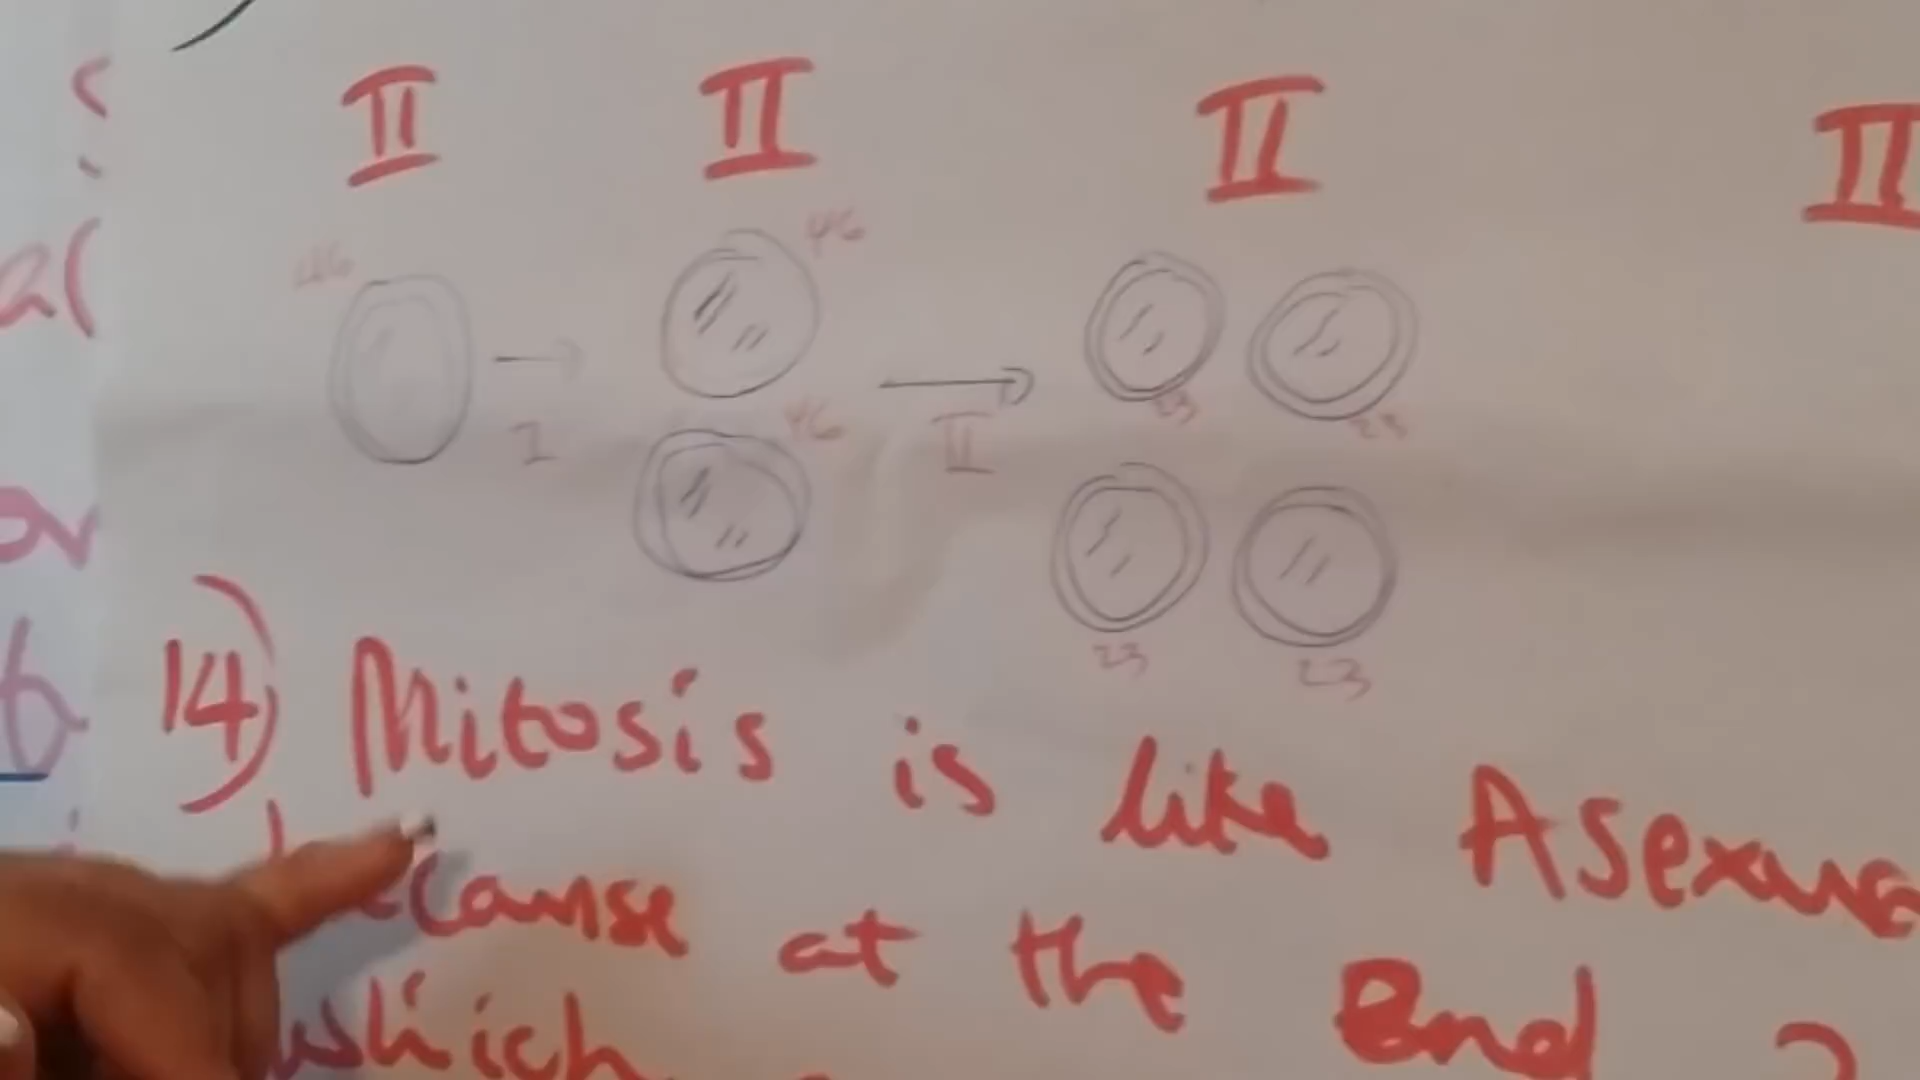 II II II II
46 46
46
I II
23 23
23 23
14) Mitosis is like Asexua
because at the End
which